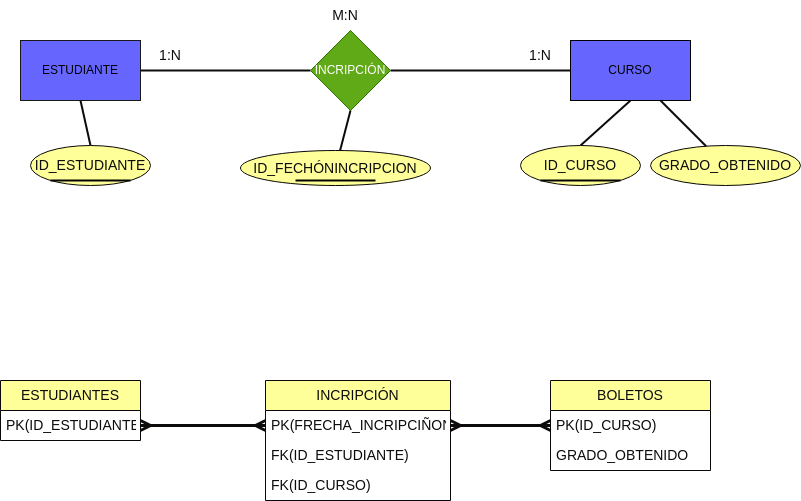 M:N
1:N
1:N
ESTUDIANTE
INCRIPCIÓN
CURSO
ID_ESTUDIANTE
ID_FECHÓNINCRIPCION
ID_CURSO
GRADO_OBTENIDO
ESTUDIANTES
INCRIPCIÓN
BOLETOS
PK(ID_ESTUDIANTE
PK(FRECHA_INCRIPCIÑON
PK(ID_CURSO)
FK(ID_ESTUDIANTE)
GRADO_OBTENIDO
FK(ID_CURSO)